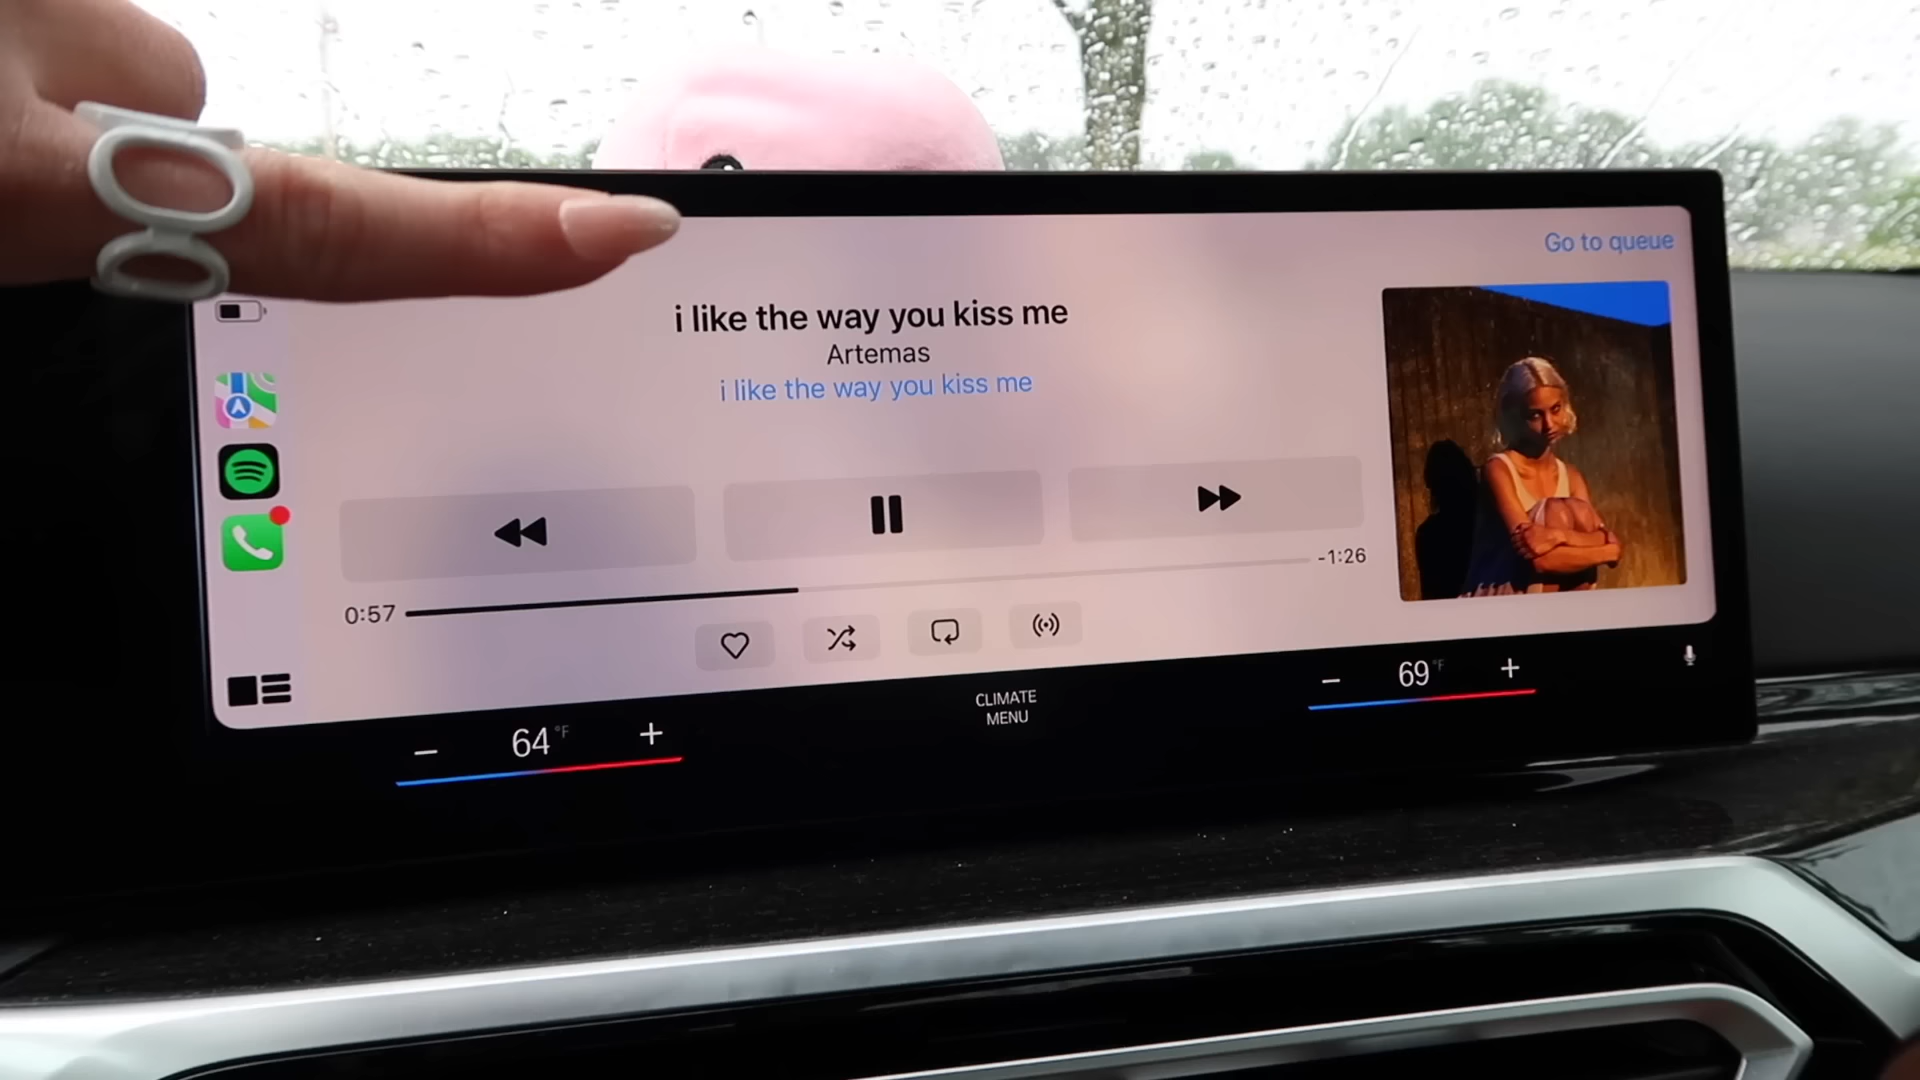 Go to queue
i like the way you kiss me
Artemas
i like the way you kiss me
0:57
-1:26
64 °F
CLIMATE
MENU
69 °F